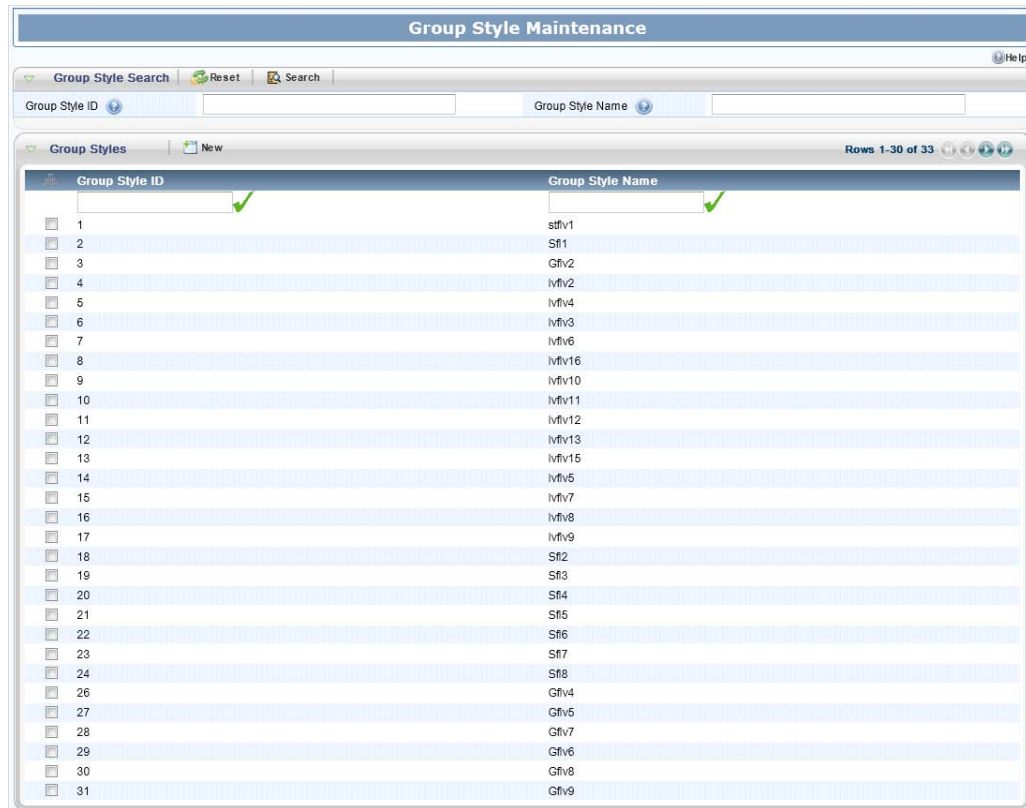 Group Style Maintenance
Help
Group Style Search Reset Search
Group Style ID Group Style Name
Group Styles New Rows 1-30 of 33
Group Style ID Group Style Name
1 stflv1
2 Sfl1
3 Gflv2
4 lvflv2
5 lvflv4
6 lvflv3
7 lvflv6
8 lvflv16
9 lvflv10
10 lvflv11
11 lvflv12
12 lvflv13
13 lvflv15
14 lvflv5
15 lvflv7
16 lvflv8
17 lvflv9
18 Sfl2
19 Sfl3
20 Sfl4
21 Sfl5
22 Sfl6
23 Sfl7
24 Sfl8
26 Gflv4
27 Gflv5
28 Gflv7
29 Gflv6
30 Gflv8
31 Gflv9